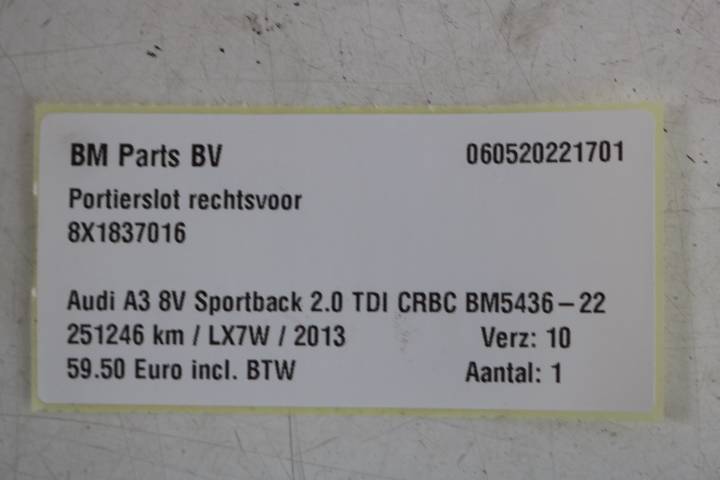 BM Parts BV 060520221701
Portierslot rechtsvoor
8X1837016
Audi A3 8V Sportback 2.0 TDI CRBC BM5436-22
251246 km / LX7W / 2013 Verz: 10
59.50 Euro incl. BTW Aantal: 1